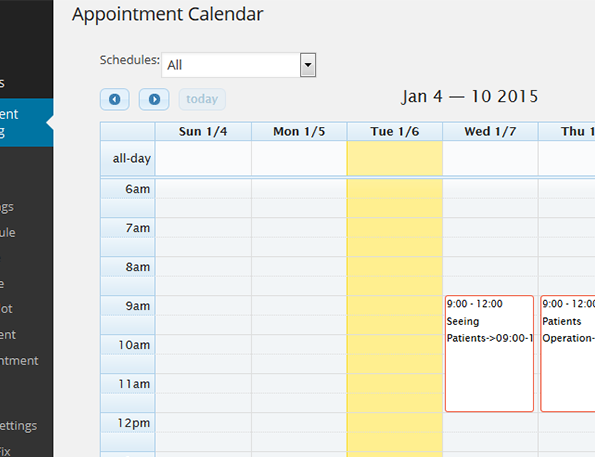 Appointment Calendar
Schedules: All
today
Jan 4 — 10 2015
Sun 1/4 Mon 1/5 Tue 1/6 Wed 1/7 Thu 1
all-day
6am
7am
8am
9am
10am
11am
12pm
9:00 - 12:00
Seeing
Patients->09:00-1
9:00 - 12:00
Patients
Operation-
s
ent
g
gs
ule
e
ot
ent
ntment
ettings
Fix